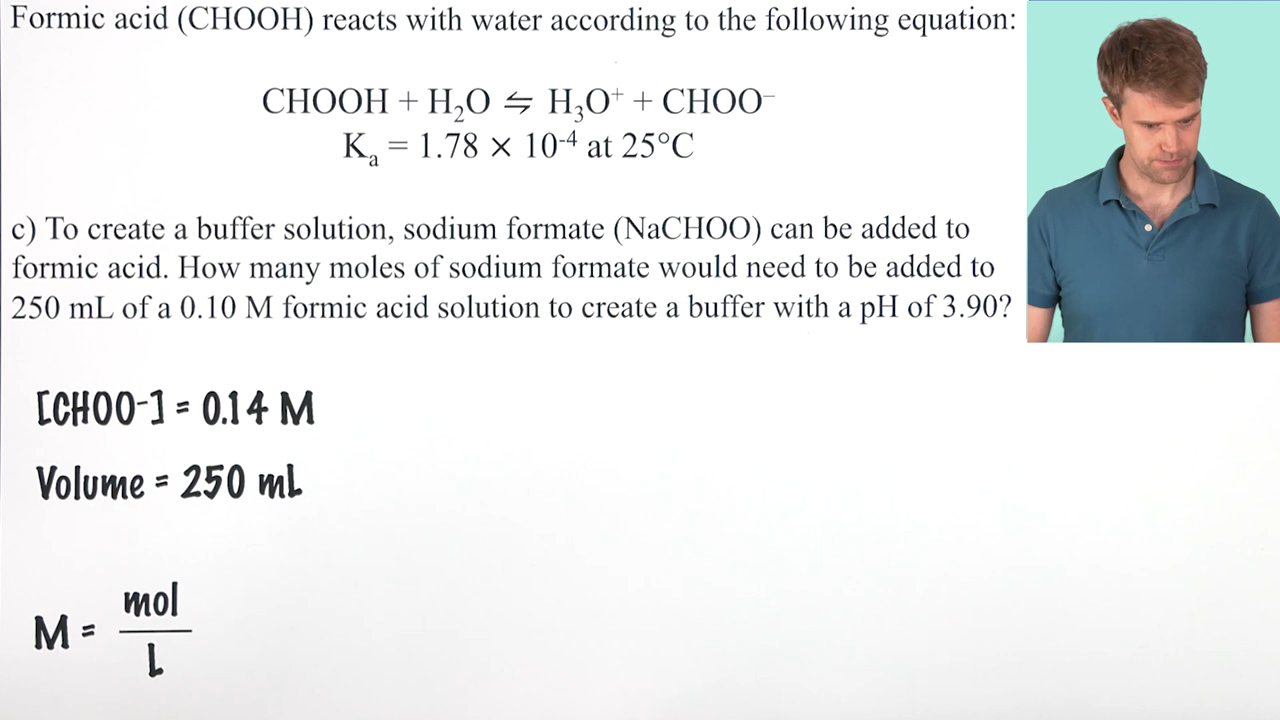 Formic acid (CHOOH) reacts with water according to the following equation:
CHOOH + H₂O ⇋ H₃O⁺ + CHOO⁻
Kₐ = 1.78 × 10⁻⁴ at 25°C
c) To create a buffer solution, sodium formate (NaCHOO) can be added to
formic acid. How many moles of sodium formate would need to be added to
250 mL of a 0.10 M formic acid solution to create a buffer with a pH of 3.90?
[CHOO⁻] = 0.14 M
Volume = 250 mL
M = mol
L